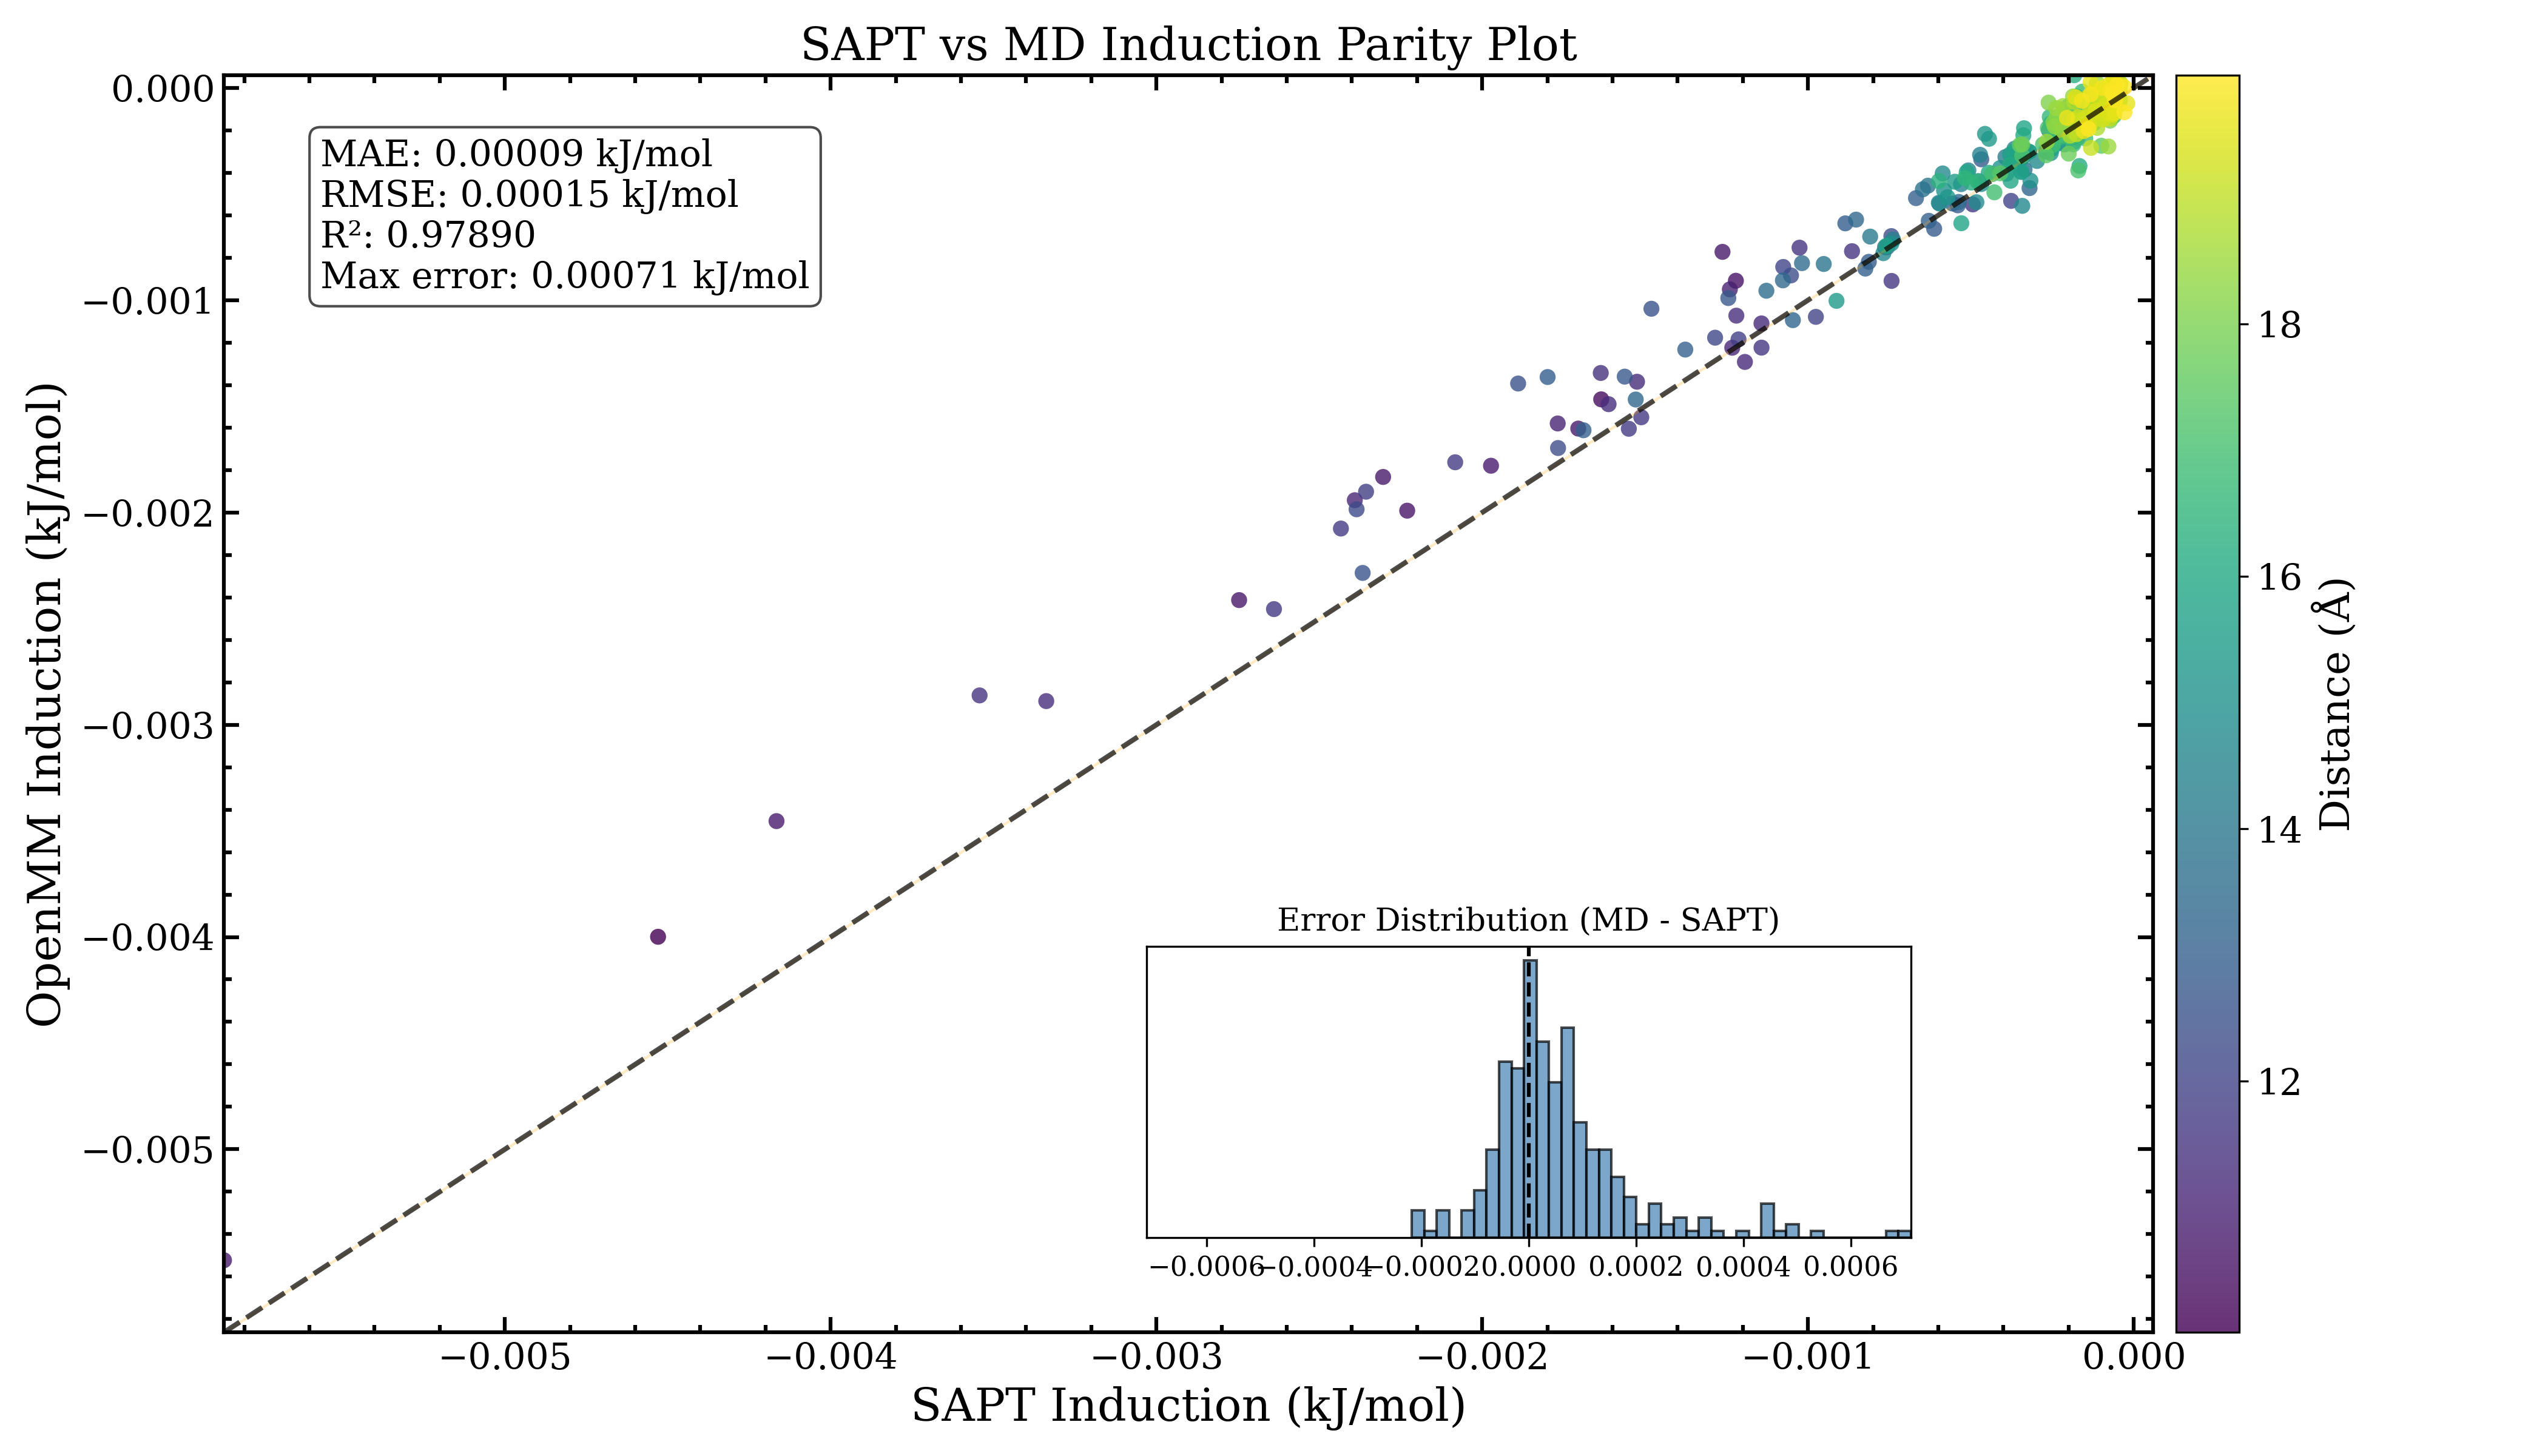 SAPT vs MD Induction Parity Plot
OpenMM Induction (kJ/mol)
0.000
−0.001
−0.002
−0.003
−0.004
−0.005
MAE: 0.00009 kJ/mol
RMSE: 0.00015 kJ/mol
R²: 0.97890
Max error: 0.00071 kJ/mol
Error Distribution (MD - SAPT)
−0.0006 −0.0004 −0.0002 0.0000 0.0002 0.0004 0.0006
−0.005 −0.004 −0.003 −0.002 −0.001 0.000
SAPT Induction (kJ/mol)
18
16
14
12
Distance (Å)